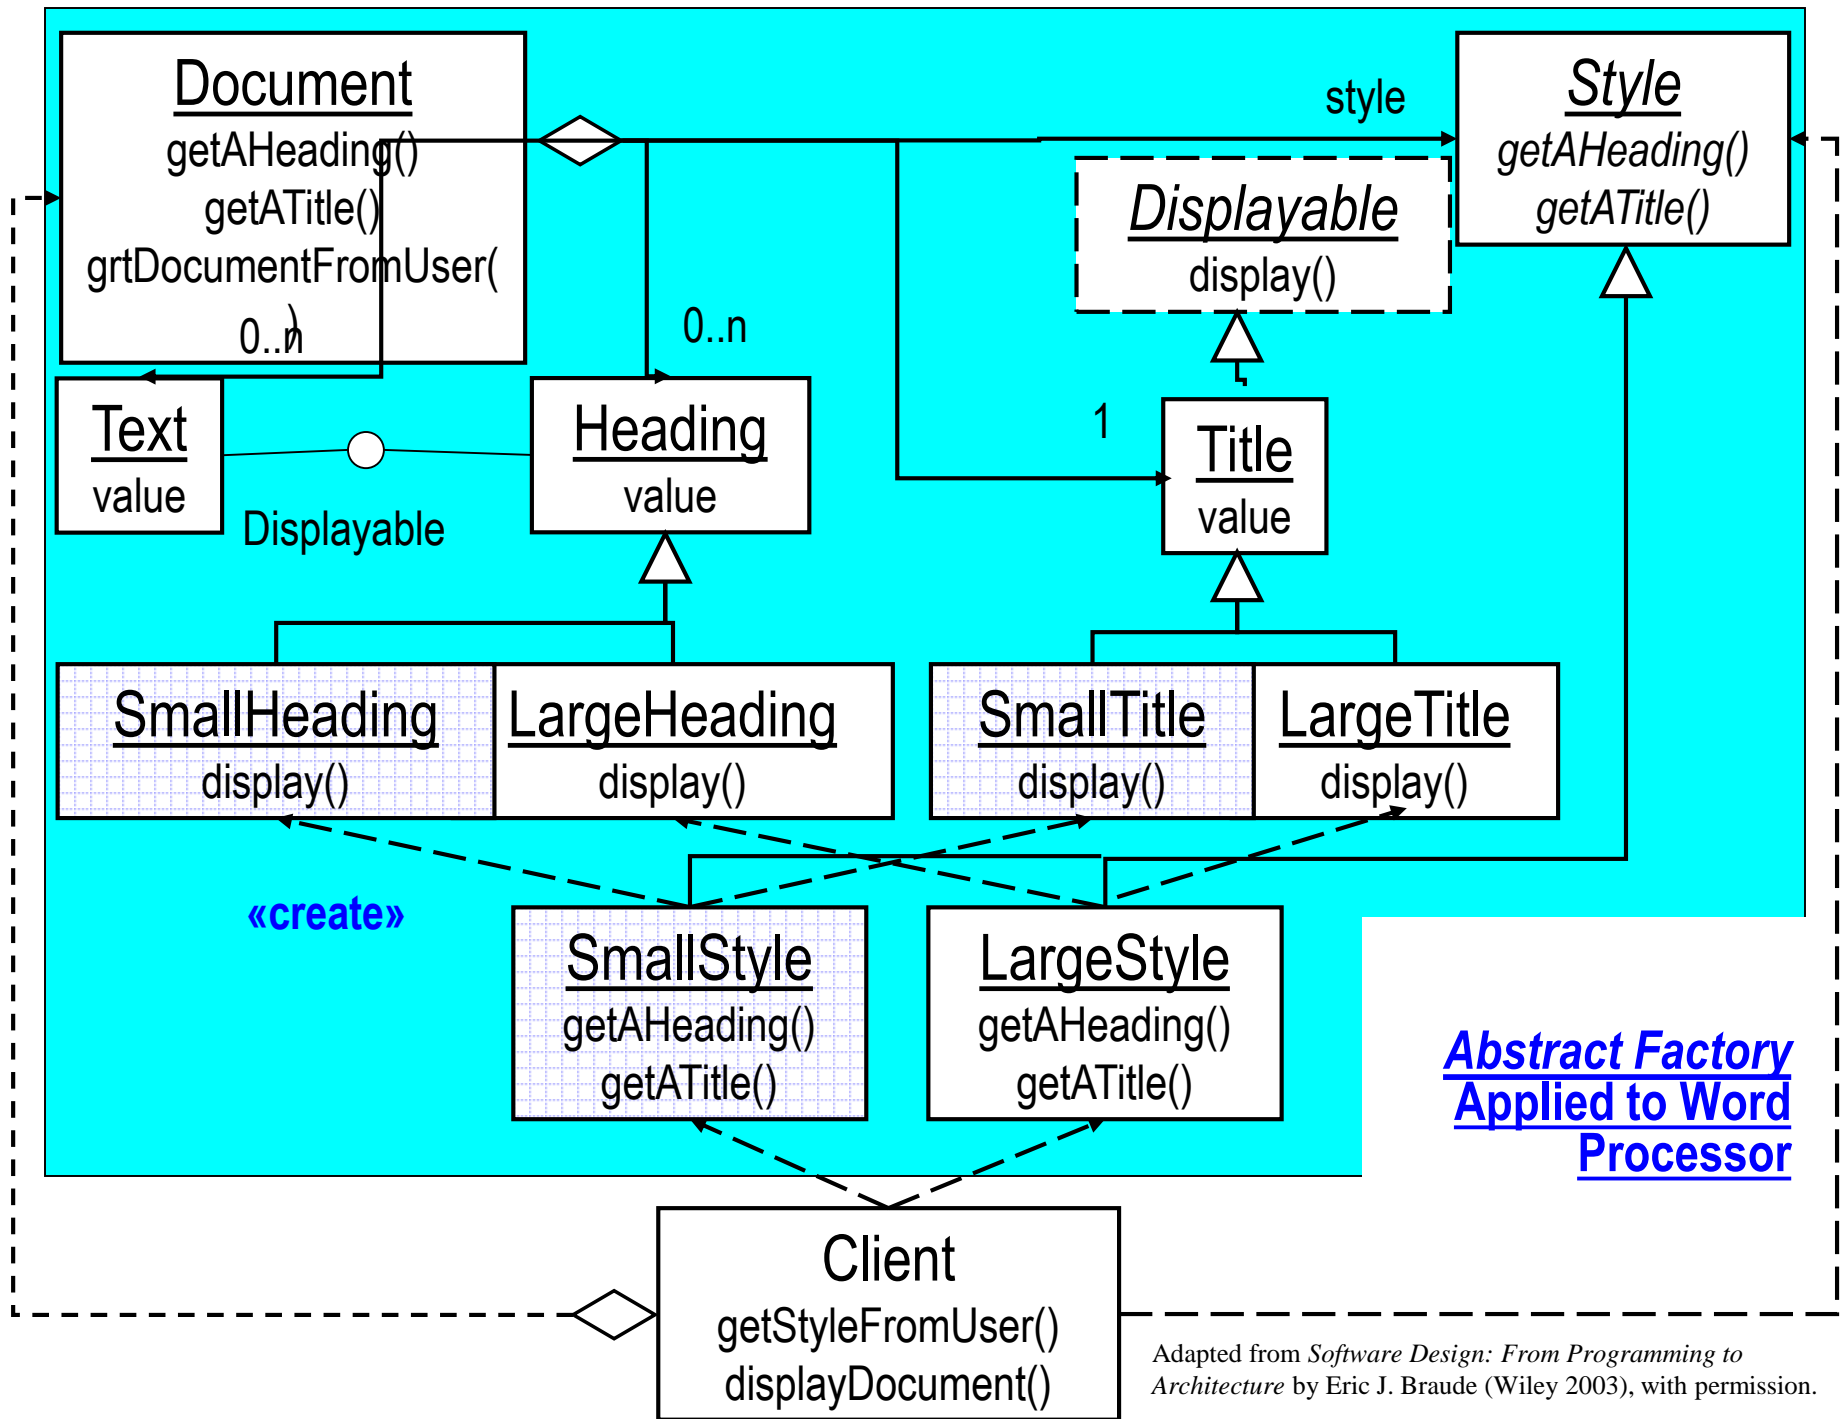 Document
getAHeading()
getATitle()
grtDocumentFromUser(
)
0..n
style
Style
getAHeading()
getATitle()
Displayable
display()
0..n
1
Text
value
Displayable
Heading
value
Title
value
SmallHeading
display()
LargeHeading
display()
SmallTitle
display()
LargeTitle
display()
«create»
SmallStyle
getAHeading()
getATitle()
LargeStyle
getAHeading()
getATitle()
Abstract Factory
Applied to Word
Processor
Client
getStyleFromUser()
displayDocument()
Adapted from Software Design: From Programming to
Architecture by Eric J. Braude (Wiley 2003), with permission.